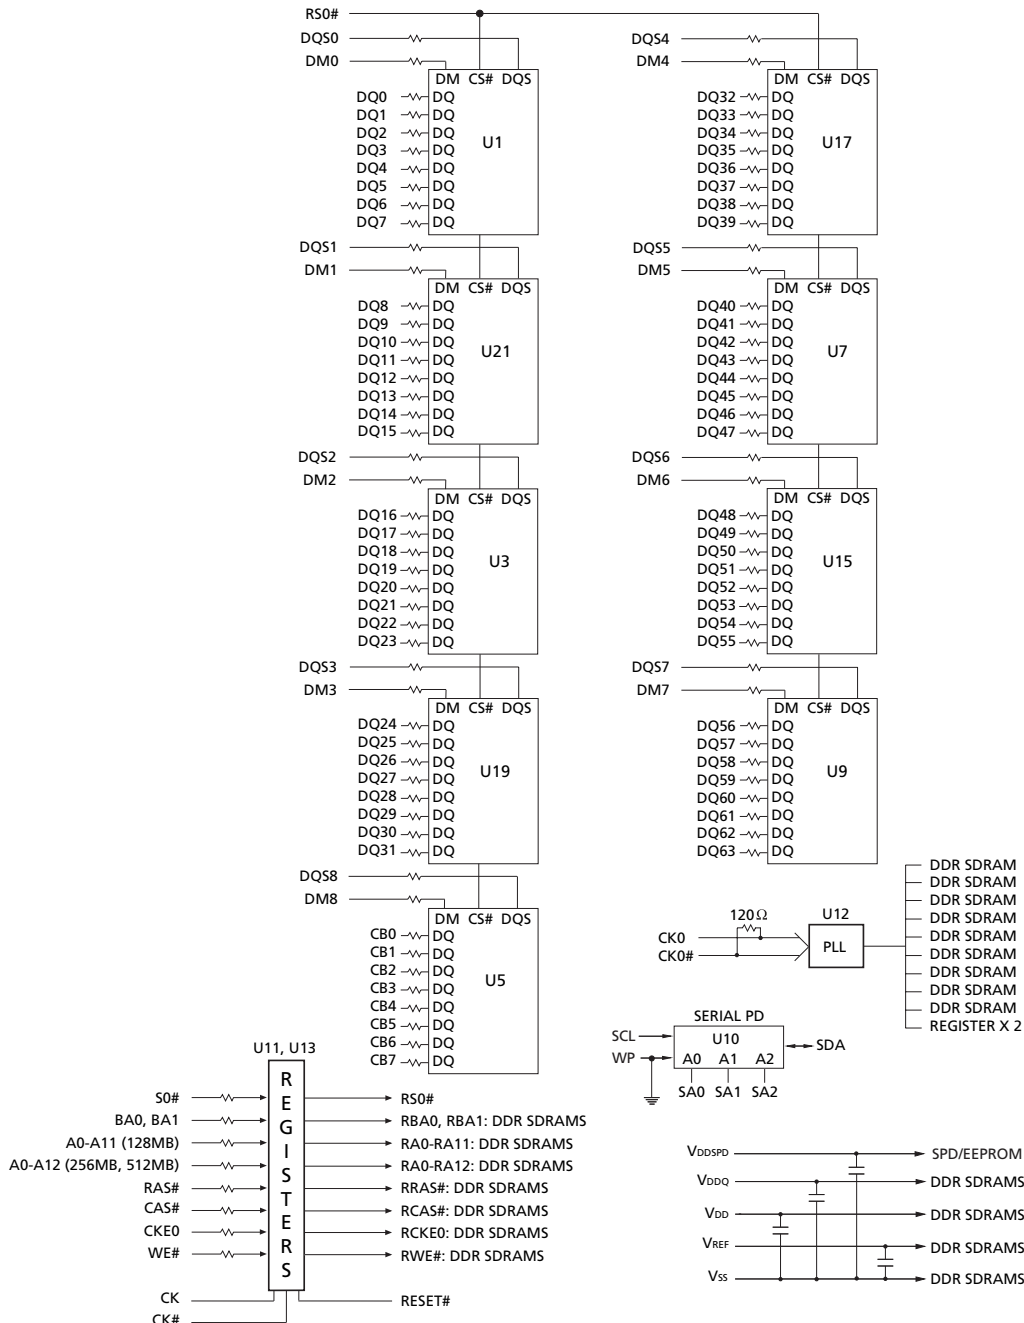 RS0#
DQS0
DM0
DM CS# DQS
DQ0 DQ
DQ1 DQ
DQ2 DQ
DQ3 DQ
DQ4 DQ
DQ5 DQ
DQ6 DQ
DQ7 DQ
U1
DQS4
DM4
DM CS# DQS
DQ32 DQ
DQ33 DQ
DQ34 DQ
DQ35 DQ
DQ36 DQ
DQ37 DQ
DQ38 DQ
DQ39 DQ
U17
DQS1
DM1
DM CS# DQS
DQ8 DQ
DQ9 DQ
DQ10 DQ
DQ11 DQ
DQ12 DQ
DQ13 DQ
DQ14 DQ
DQ15 DQ
U21
DQS5
DM5
DM CS# DQS
DQ40 DQ
DQ41 DQ
DQ42 DQ
DQ43 DQ
DQ44 DQ
DQ45 DQ
DQ46 DQ
DQ47 DQ
U7
DQS2
DM2
DM CS# DQS
DQ16 DQ
DQ17 DQ
DQ18 DQ
DQ19 DQ
DQ20 DQ
DQ21 DQ
DQ22 DQ
DQ23 DQ
U3
DQS6
DM6
DM CS# DQS
DQ48 DQ
DQ49 DQ
DQ50 DQ
DQ51 DQ
DQ52 DQ
DQ53 DQ
DQ54 DQ
DQ55 DQ
U15
DQS3
DM3
DM CS# DQS
DQ24 DQ
DQ25 DQ
DQ26 DQ
DQ27 DQ
DQ28 DQ
DQ29 DQ
DQ30 DQ
DQ31 DQ
U19
DQS7
DM7
DM CS# DQS
DQ56 DQ
DQ57 DQ
DQ58 DQ
DQ59 DQ
DQ60 DQ
DQ61 DQ
DQ62 DQ
DQ63 DQ
U9
DQS8
DM8
DM CS# DQS
CB0 DQ
CB1 DQ
CB2 DQ
CB3 DQ
CB4 DQ
CB5 DQ
CB6 DQ
CB7 DQ
U5
120Ω
CK0
CK0#
U12
PLL
DDR SDRAM
DDR SDRAM
DDR SDRAM
DDR SDRAM
DDR SDRAM
DDR SDRAM
DDR SDRAM
DDR SDRAM
DDR SDRAM
REGISTER X 2
SERIAL PD
U10
SCL
WP
A0 A1 A2
SDA
SA0 SA1 SA2
U11, U13
REGISTERS
S0#
BA0, BA1
A0-A11 (128MB)
A0-A12 (256MB, 512MB)
RAS#
CAS#
CKE0
WE#
CK
CK#
RS0#
RBA0, RBA1: DDR SDRAMS
RA0-RA11: DDR SDRAMS
RA0-RA12: DDR SDRAMS
RRAS#: DDR SDRAMS
RCAS#: DDR SDRAMS
RCKE0: DDR SDRAMS
RWE#: DDR SDRAMS
RESET#
VDDSPD SPD/EEPROM
VDDQ DDR SDRAMS
VDD DDR SDRAMS
VREF DDR SDRAMS
VSS DDR SDRAMS